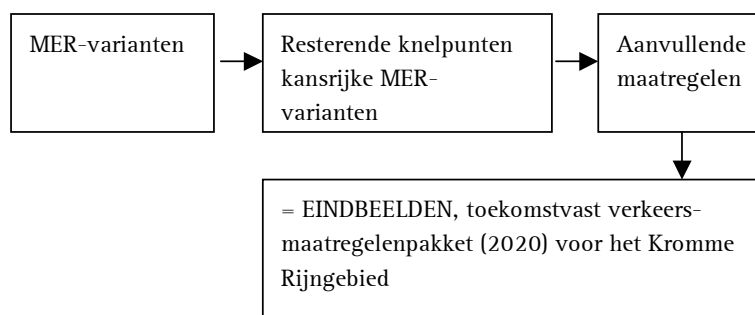 MER-varianten
Resterende knelpunten
kansrijke MER-
varianten
Aanvullende
maatregelen
= EINDBEELDEN, toekomstvast verkeers-
maatregelenpakket (2020) voor het Kromme
Rijngebied